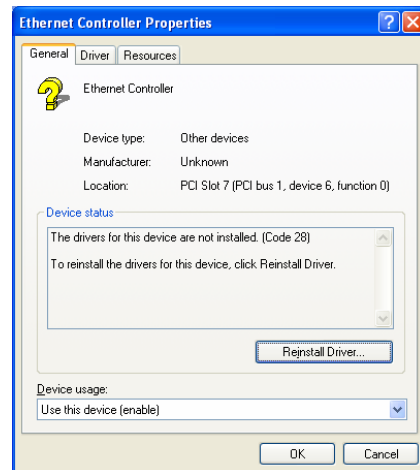 Ethernet Controller Properties
General Driver Resources
Ethernet Controller
Device type: Other devices
Manufacturer: Unknown
Location: PCI Slot 7 (PCI bus 1, device 6, function 0)
Device status
The drivers for this device are not installed. (Code 28)
To reinstall the drivers for this device, click Reinstall Driver.
Reinstall Driver...
Device usage:
Use this device (enable)
OK Cancel